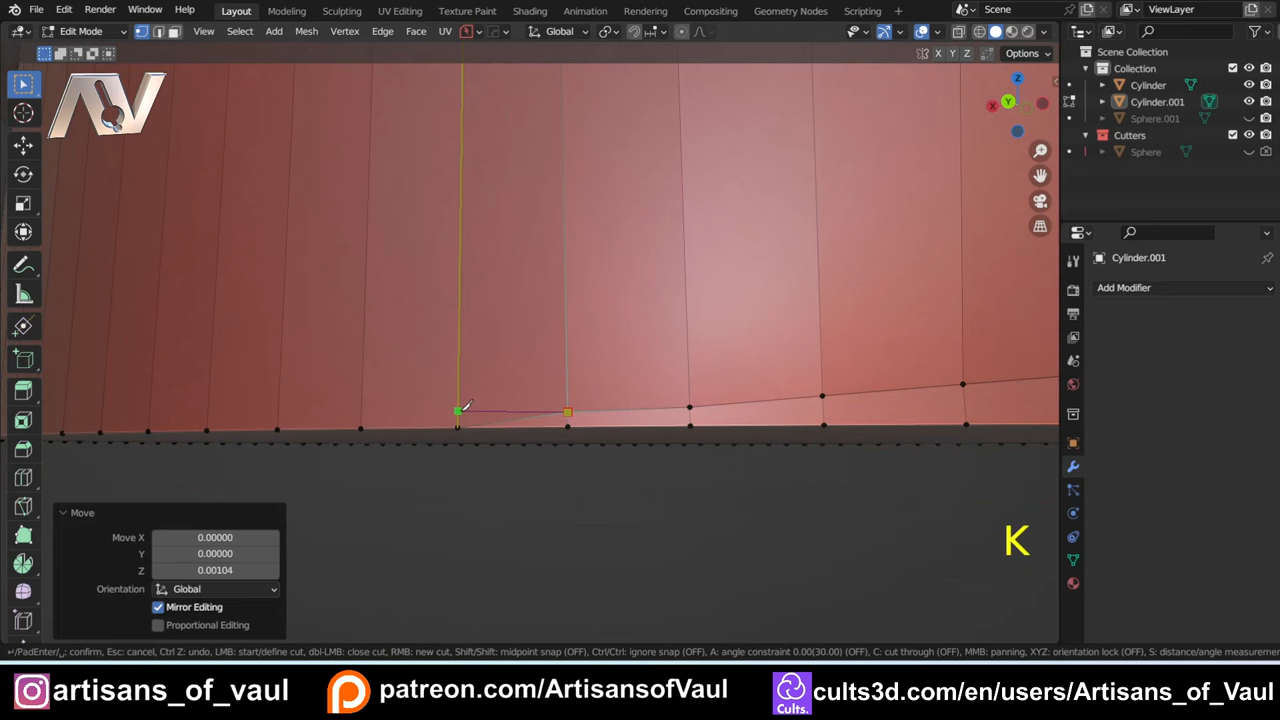 File Edit Render Window Help Layout Modeling Sculpting UV Editing Texture Paint Shading Animation Rendering Compositing Geometry Nodes Scripting + Scene ViewLayer
Edit Mode View Select Add Mesh Vertex Edge Face UV Global
X Y Z Options
Scene Collection
Collection
Cylinder
Cylinder.001
Sphere.001
Cutters
Sphere
Z
Y
X
AV
Cylinder.001
Add Modifier
Move
Move X 0.00000
Y 0.00000
Z 0.00104
Orientation Global
Mirror Editing
Proportional Editing
K
/PadEnter/␣: confirm, Esc: cancel, Ctrl Z: undo, LMB: start/define cut, dbl-LMB: close cut, RMB: new cut, Shift/Shift: midpoint snap (OFF), Ctrl/Ctrl: ignore snap (OFF), A: angle constraint 0.00(30.00) (OFF), C: cut through (OFF), MMB: panning, XYZ: orientation lock (OFF), S: distance/angle measurement
artisans_of_vaul patreon.com/ArtisansofVaul Cults. cults3d.com/en/users/Artisans_of_Vaul